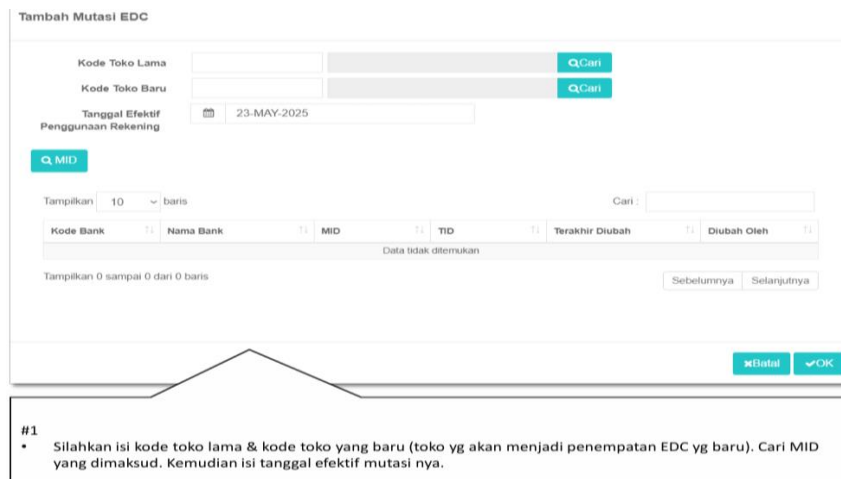 Tambah Mutasi EDC
Kode Toko Lama
Cari
Kode Toko Baru
Cari
Tanggal Efektif
Penggunaan Rekening
23-MAY-2025
MID
Tampilkan 10 baris
Cari :
Kode Bank Nama Bank MID TID Terakhir Diubah Diubah Oleh
Data tidak ditemukan
Tampilkan 0 sampai 0 dari 0 baris
Sebelumnya Selanjutnya
Batal OK
#1
• Silahkan isi kode toko lama & kode toko yang baru (toko yg akan menjadi penempatan EDC yg baru). Cari MID
yang dimaksud. Kemudian isi tanggal efektif mutasi nya.